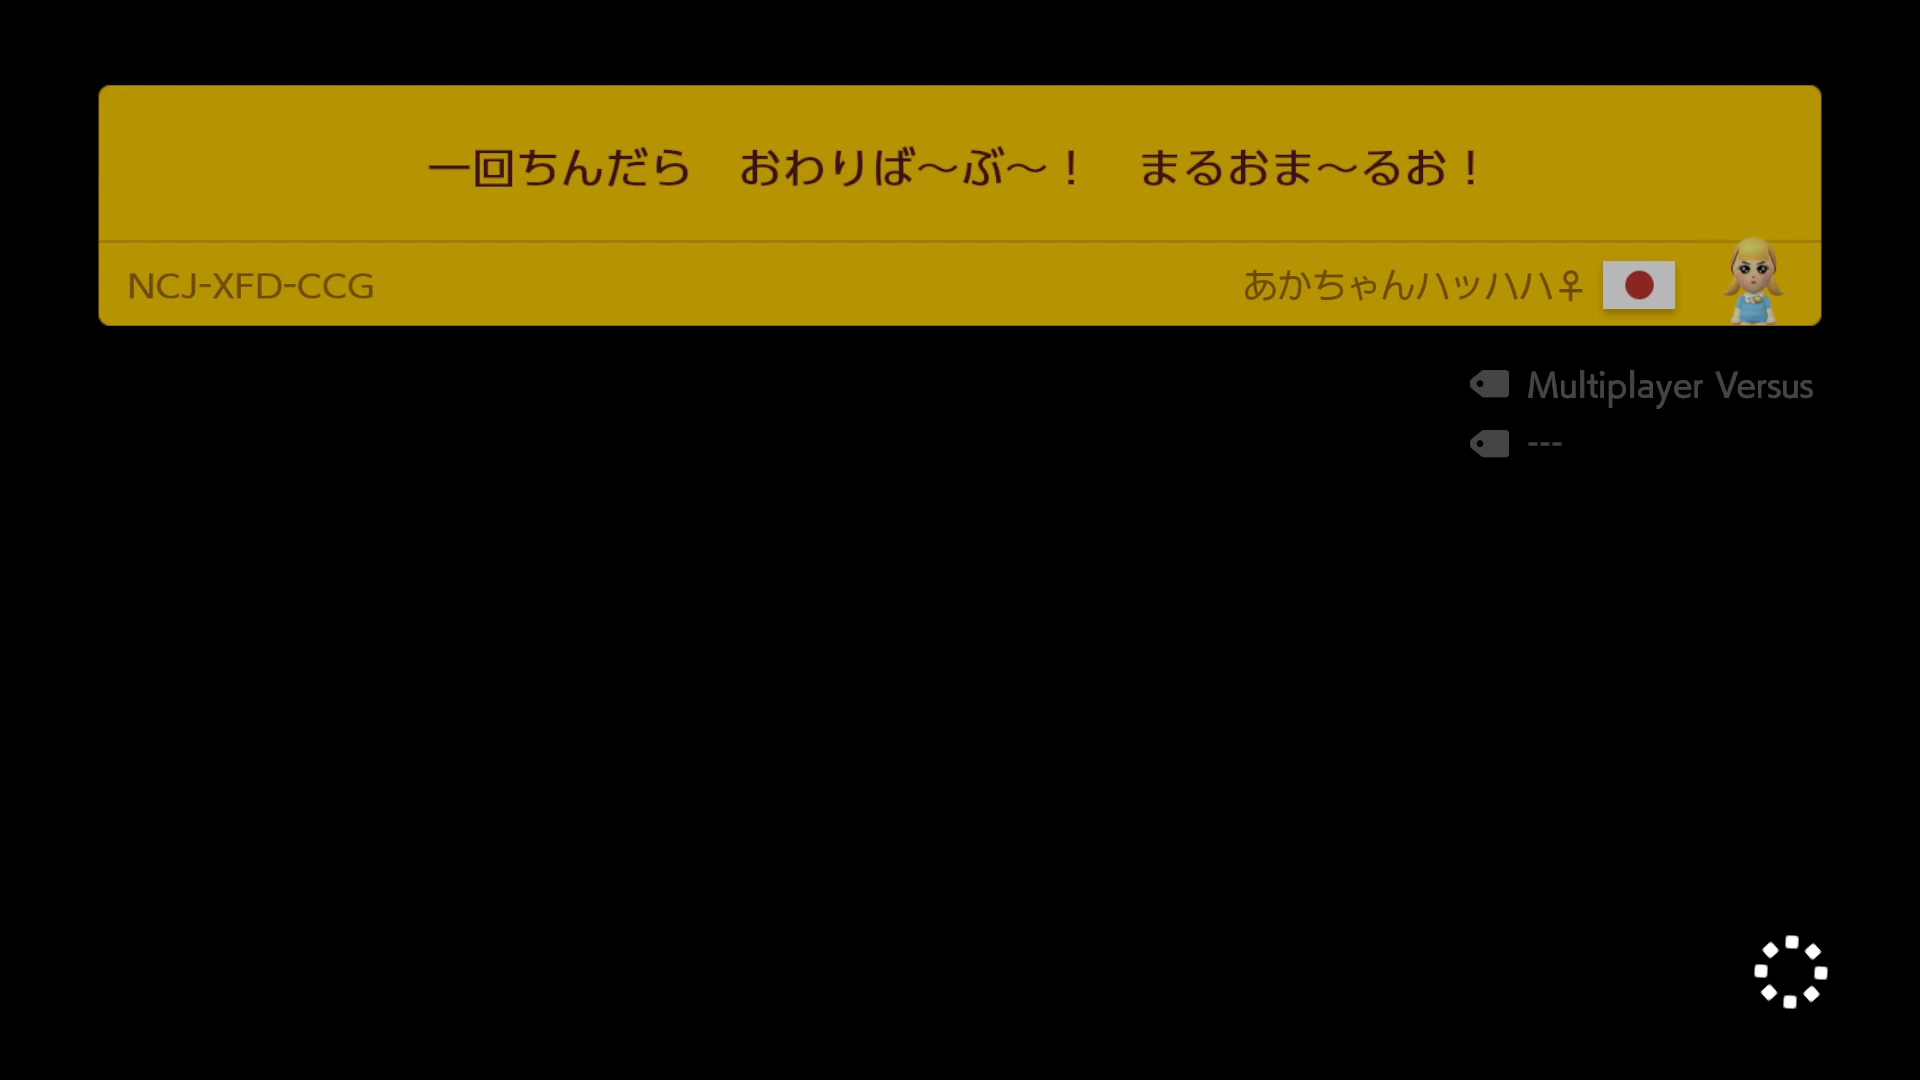 一回ちんだら　おわりば～ぶ～！　まるおま～るお！
NCJ-XFD-CCG
あかちゃんハッハハ♀
Multiplayer Versus
---